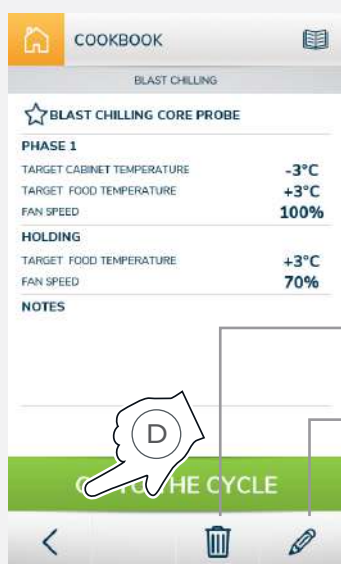 COOKBOOK
BLAST CHILLING
BLAST CHILLING CORE PROBE
PHASE 1
TARGET CABINET TEMPERATURE -3°C
TARGET FOOD TEMPERATURE +3°C
FAN SPEED 100%
HOLDING
TARGET FOOD TEMPERATURE +3°C
FAN SPEED 70%
NOTES
D
THE CYCLE